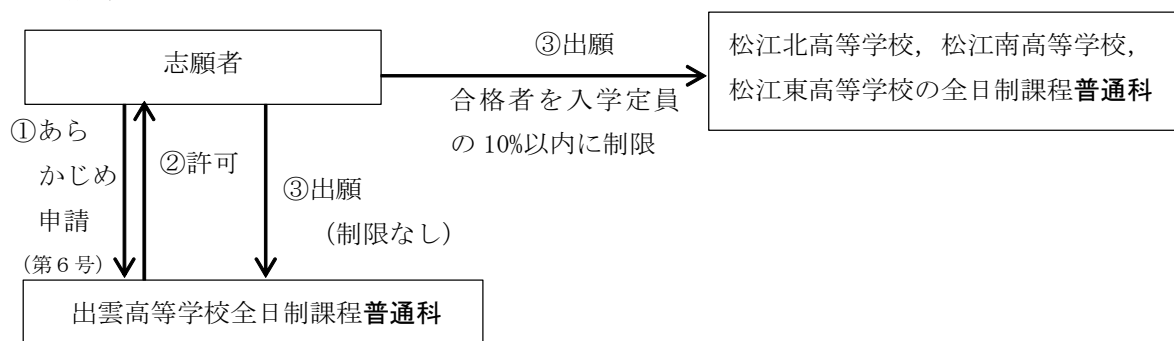 志願者
③出願
合格者を入学定員
の 10%以内に制限
松江北高等学校，松江南高等学校，
松江東高等学校の全日制課程普通科
①あら
かじめ
申請
(第６号)
②許可
③出願
（制限なし）
出雲高等学校全日制課程普通科